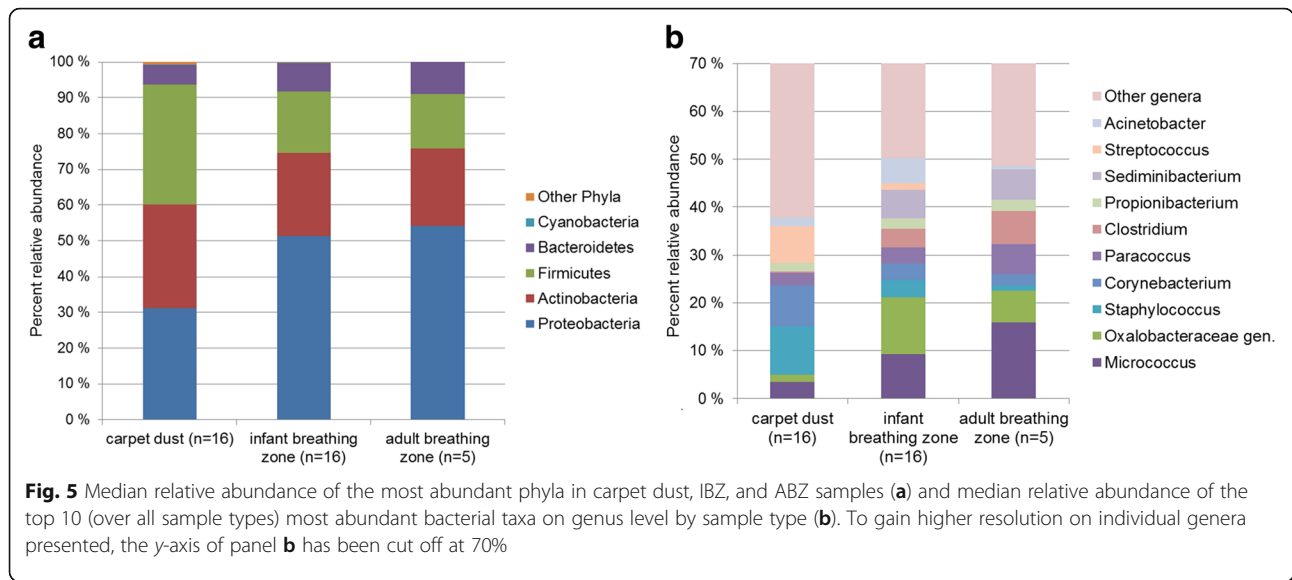 a
100 %
90 %
80 %
70 %
60 %
50 %
40 %
30 %
20 %
10 %
0 %
Percent relative abundance
carpet dust (n=16)
infant breathing
zone (n=16)
adult breathing
zone (n=5)
Other Phyla
Cyanobacteria
Bacteroidetes
Firmicutes
Actinobacteria
Proteobacteria
b
70 %
60 %
50 %
40 %
30 %
20 %
10 %
0 %
Percent relative abundance
carpet dust
(n=16)
infant
breathing zone
(n=16)
adult breathing
zone (n=5)
Other genera
Acinetobacter
Streptococcus
Sediminibacterium
Propionibacterium
Clostridium
Paracoccus
Corynebacterium
Staphylococcus
Oxalobacteraceae gen.
Micrococcus
Fig. 5 Median relative abundance of the most abundant phyla in carpet dust, IBZ, and ABZ samples (a) and median relative abundance of the
top 10 (over all sample types) most abundant bacterial taxa on genus level by sample type (b). To gain higher resolution on individual genera
presented, the y-axis of panel b has been cut off at 70%